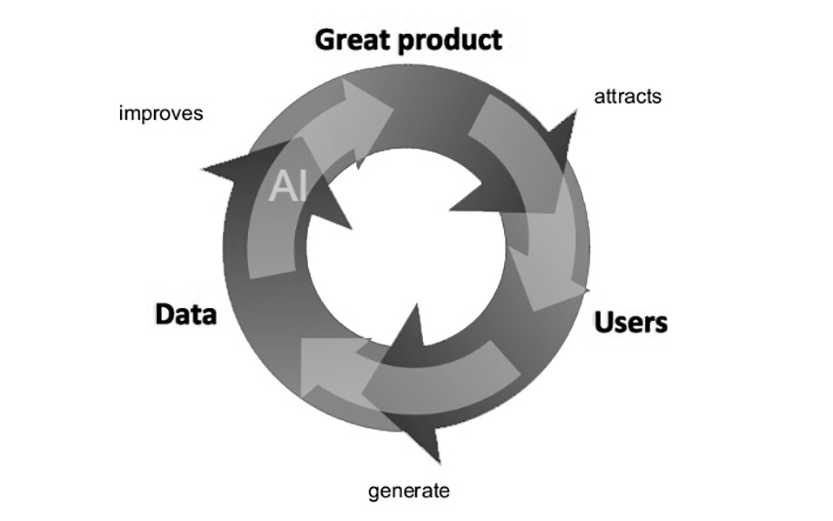 Great product
attracts
improves
AI
Data
Users
generate